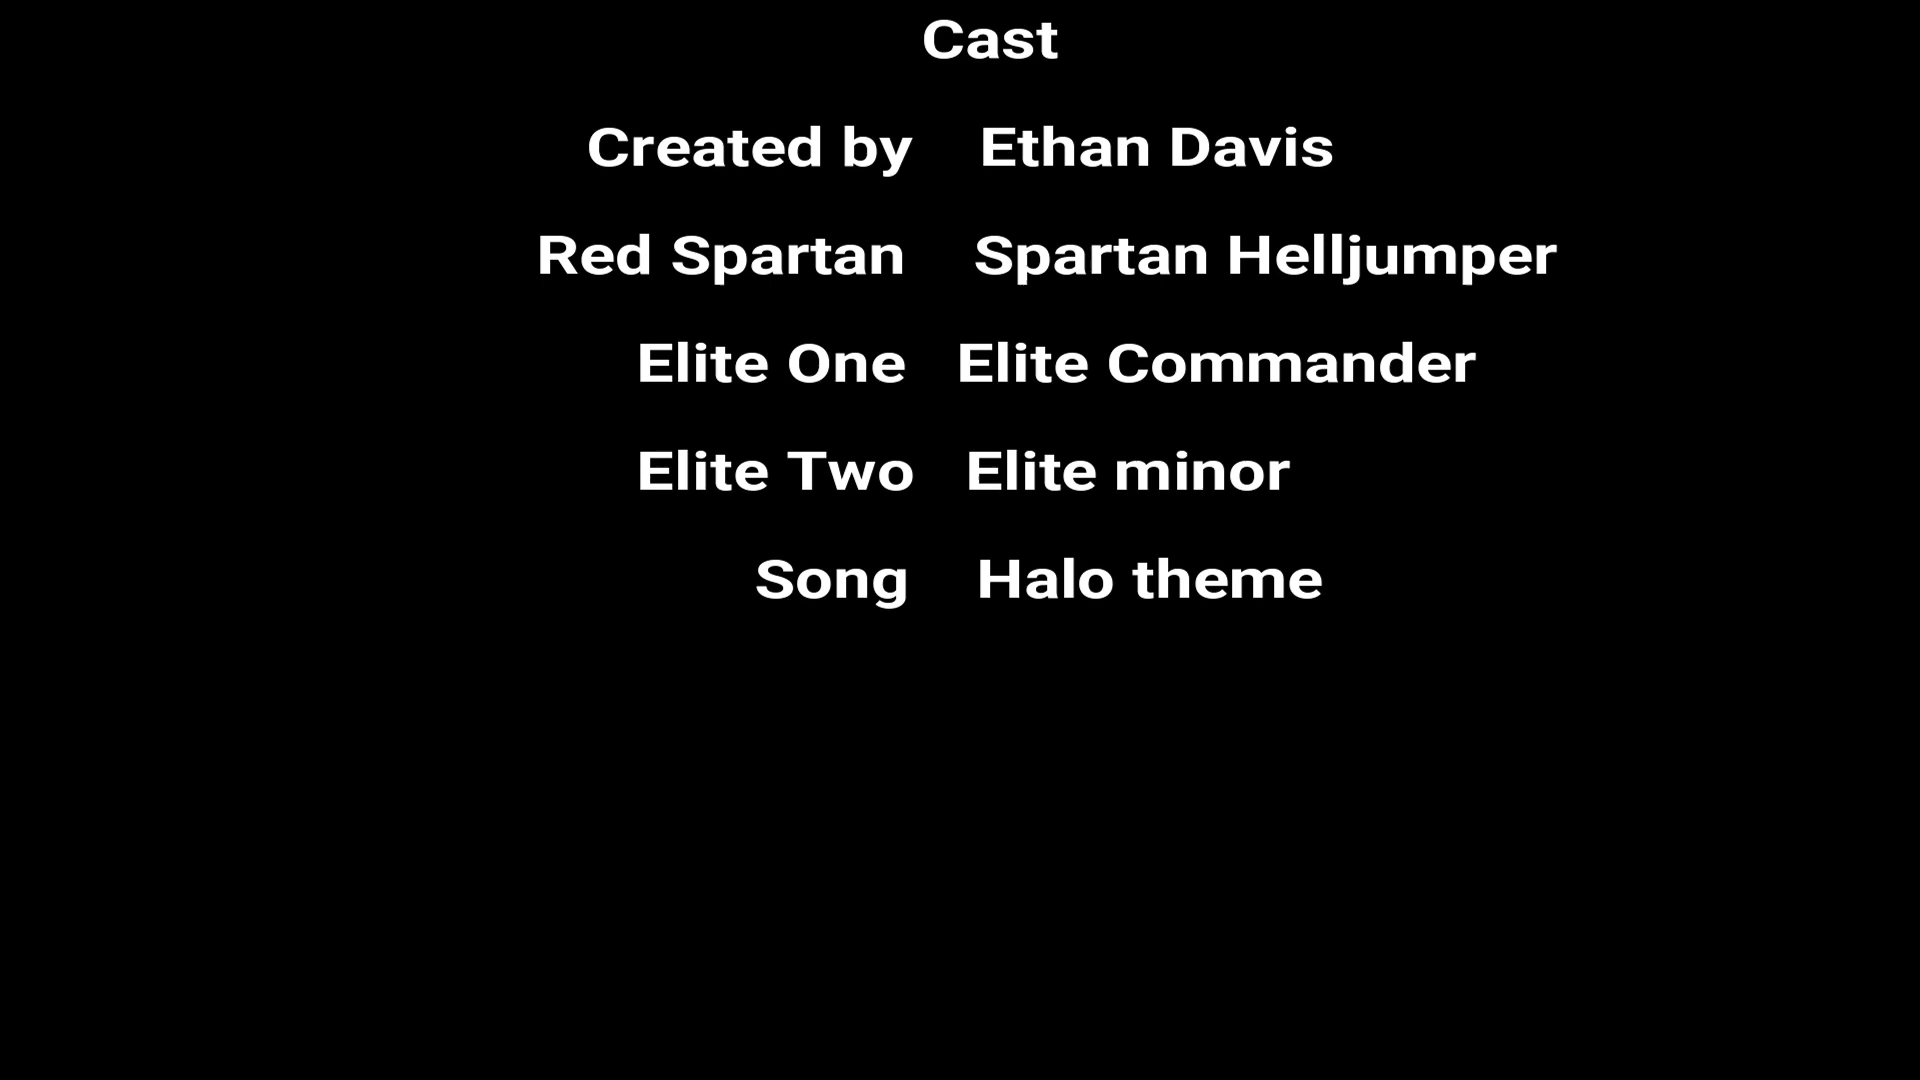 Cast
Created by Ethan Davis
Red Spartan Spartan Helljumper
Elite One Elite Commander
Elite Two Elite minor
Song Halo theme